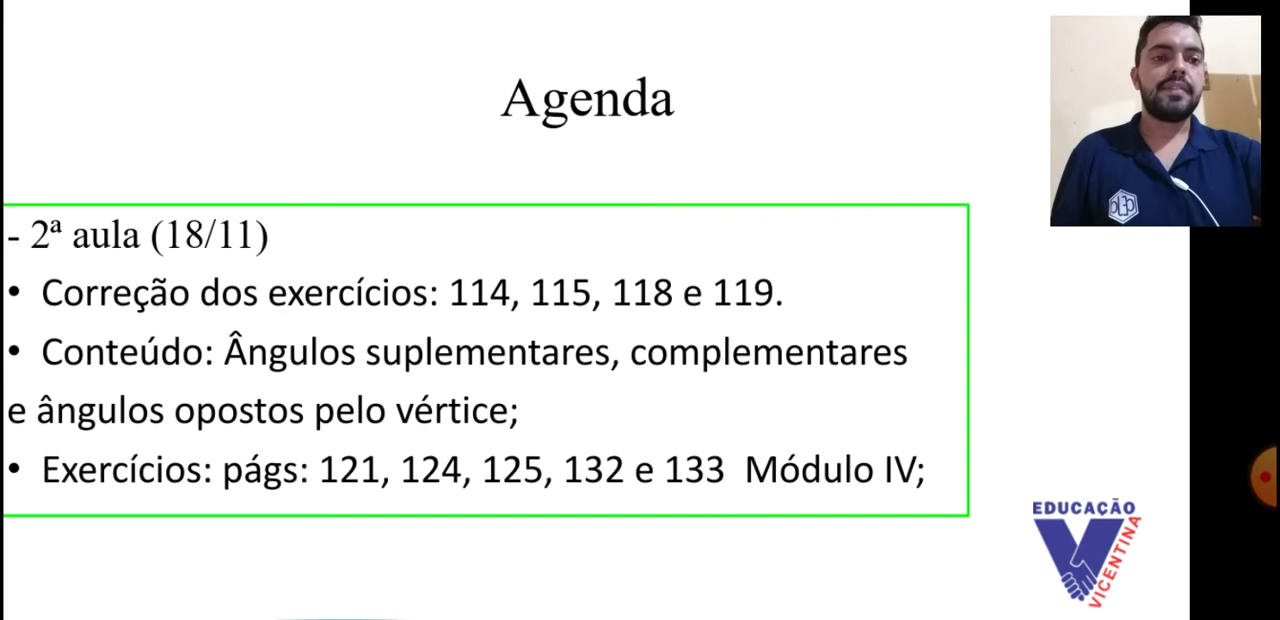 Agenda
- 2ª aula (18/11)
• Correção dos exercícios: 114, 115, 118 e 119.
• Conteúdo: Ângulos suplementares, complementares
e ângulos opostos pelo vértice;
• Exercícios: págs: 121, 124, 125, 132 e 133 Módulo IV;
EDUCAÇÃO
VICENTINA